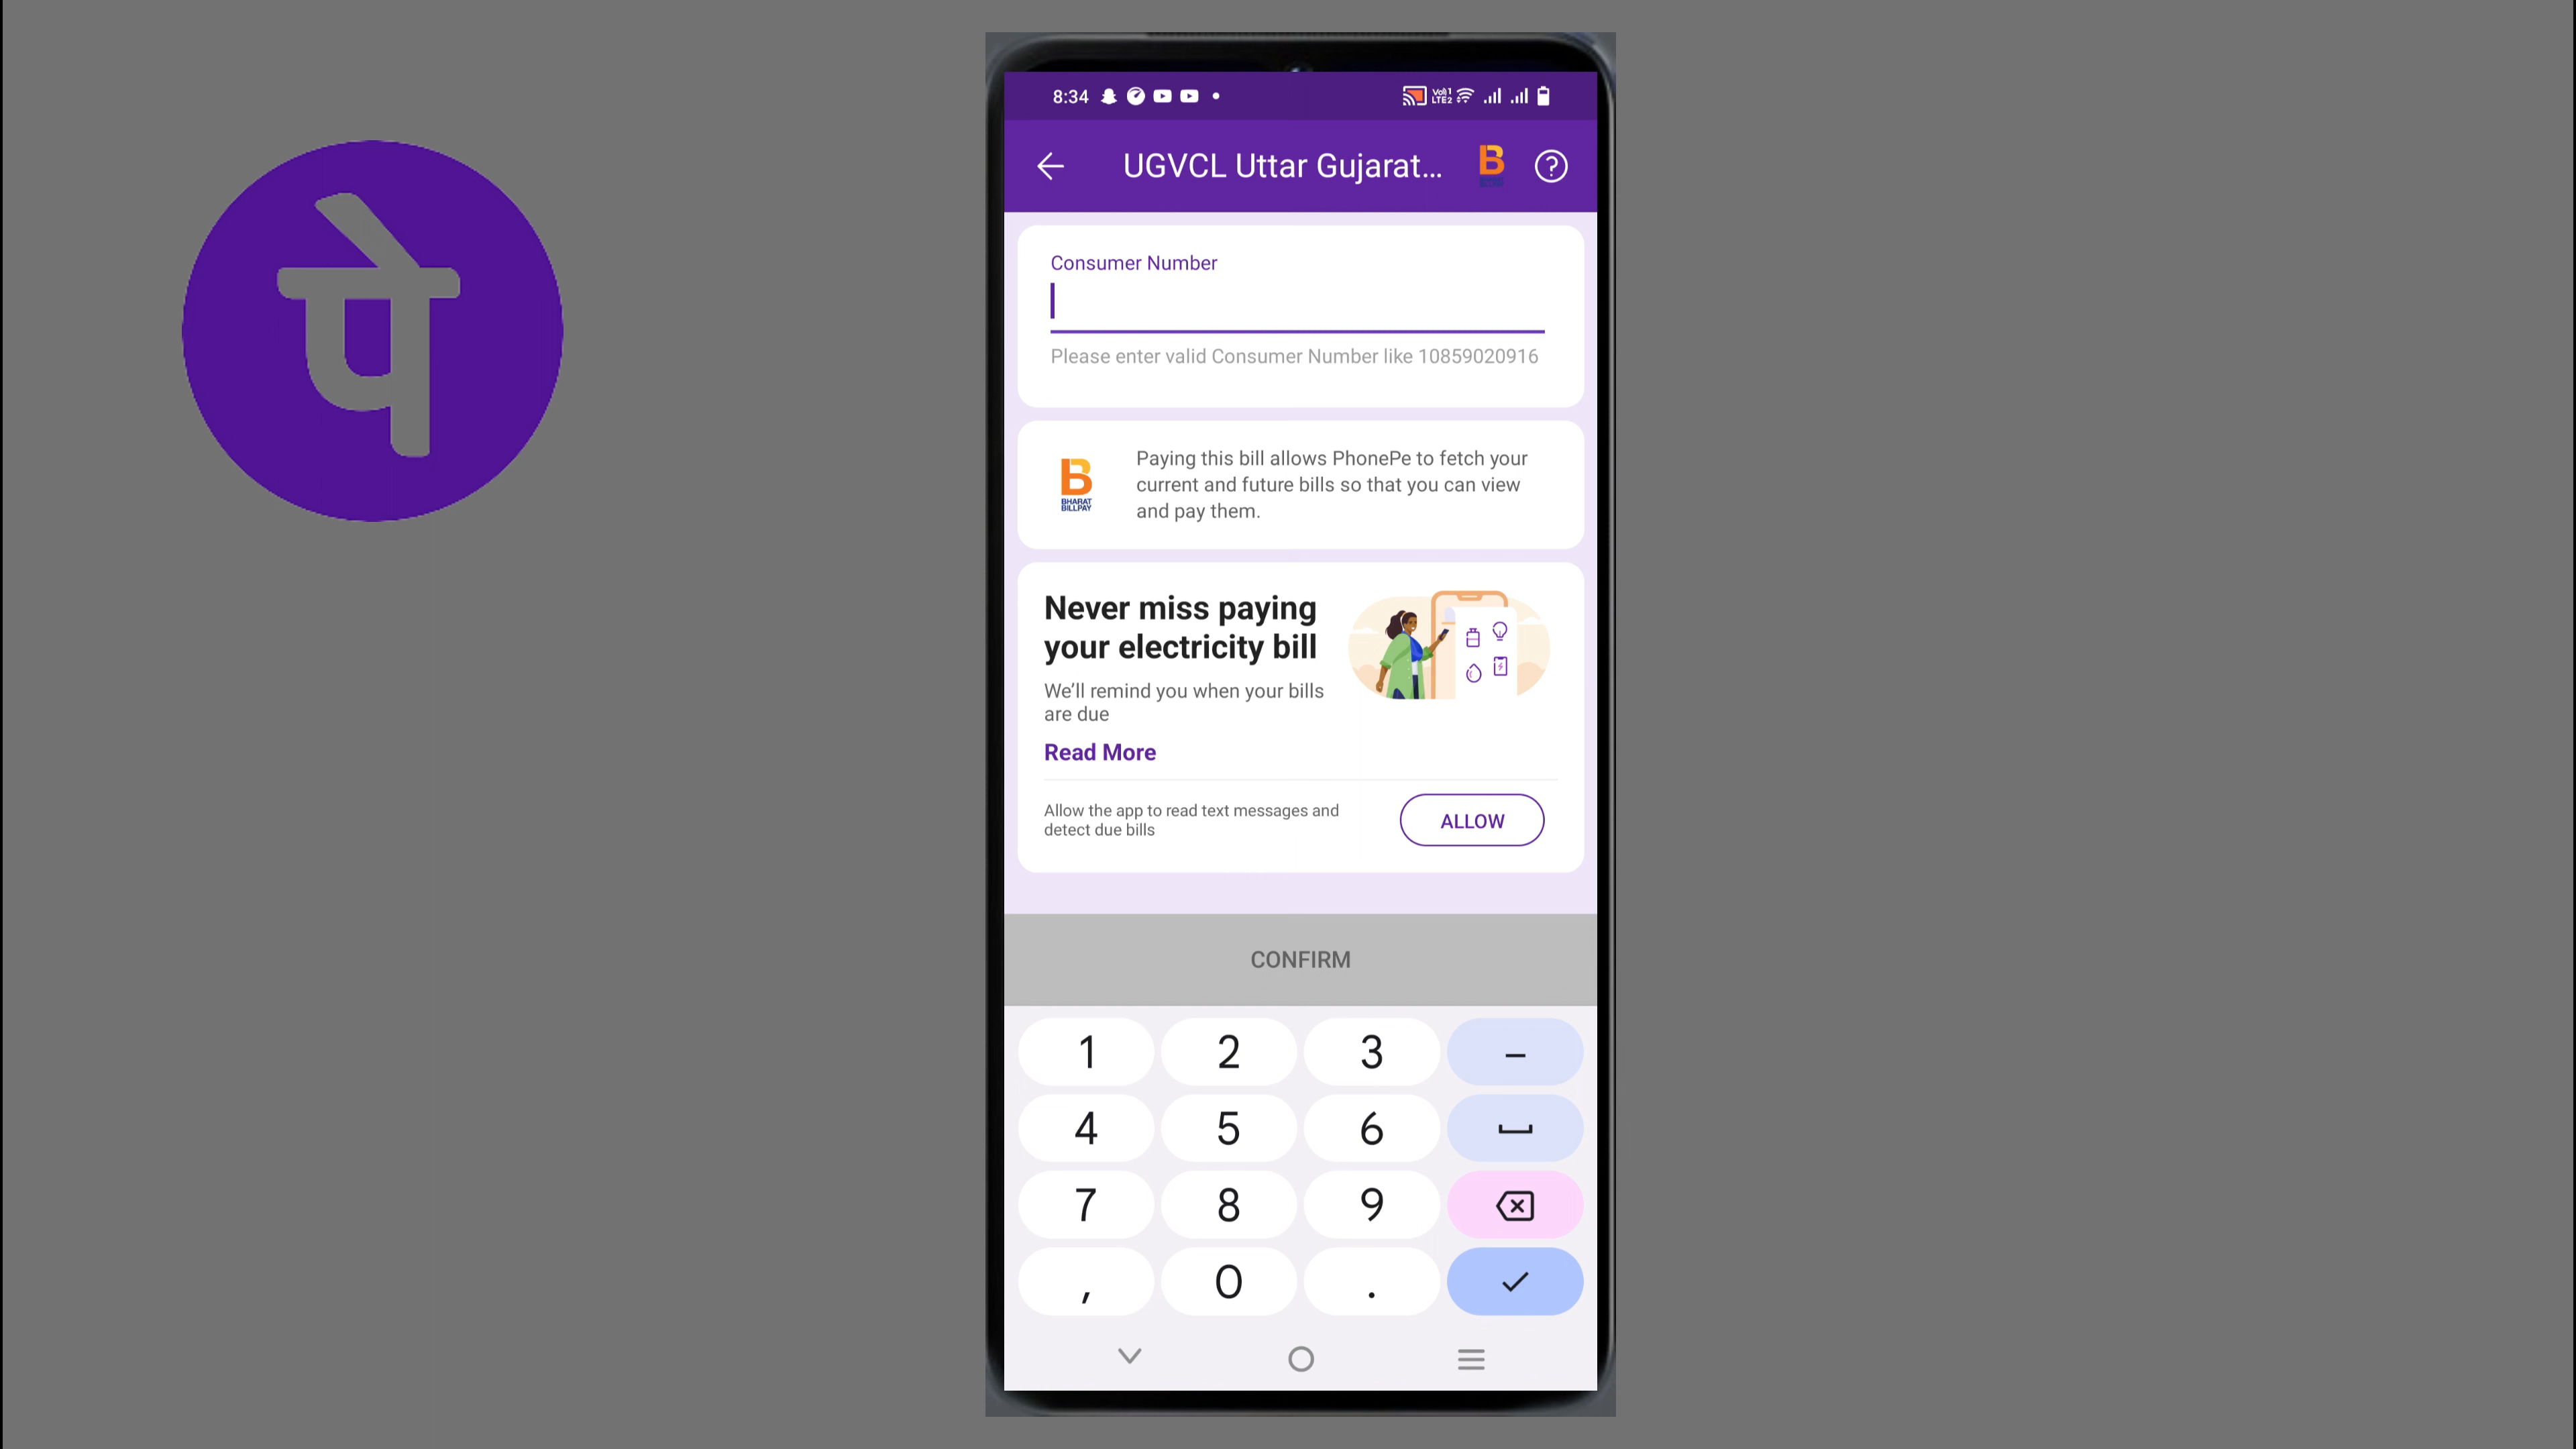 पे
8:34
Vo) 1
LTE2
UGVCL Uttar Gujarat...
B
?
Consumer Number
Please enter valid Consumer Number like 10859020916
B
BHARAT
BILLPAY
Paying this bill allows PhonePe to fetch your
current and future bills so that you can view
and pay them.
Never miss paying
your electricity bill
We’ll remind you when your bills
are due
Read More
Allow the app to read text messages and
detect due bills
ALLOW
CONFIRM
1 2 3 –
4 5 6
7 8 9
, 0 .